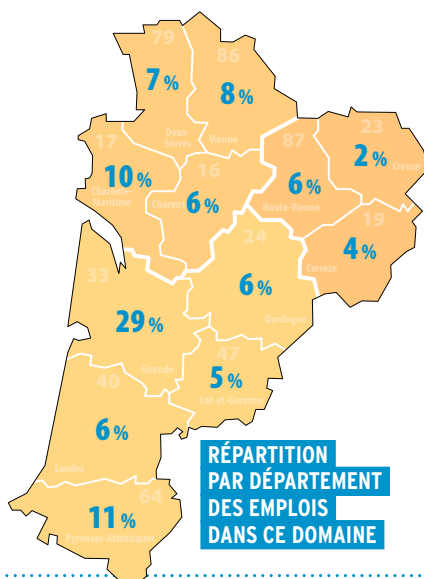 79
7 %
Deux-
Sèvres
86
8 %
Vienne
17
10 %
Charente-
Maritime
16
6 %
Charente
87
6 %
Haute-Vienne
23
2 %
Creuse
19
4 %
Corrèze
24
6 %
Dordogne
33
29 %
Gironde
47
5 %
Lot-et-Garonne
40
6 %
Landes
64
11 %
Pyrénées-Atlantiques
RÉPARTITION
PAR DÉPARTEMENT
DES EMPLOIS
DANS CE DOMAINE